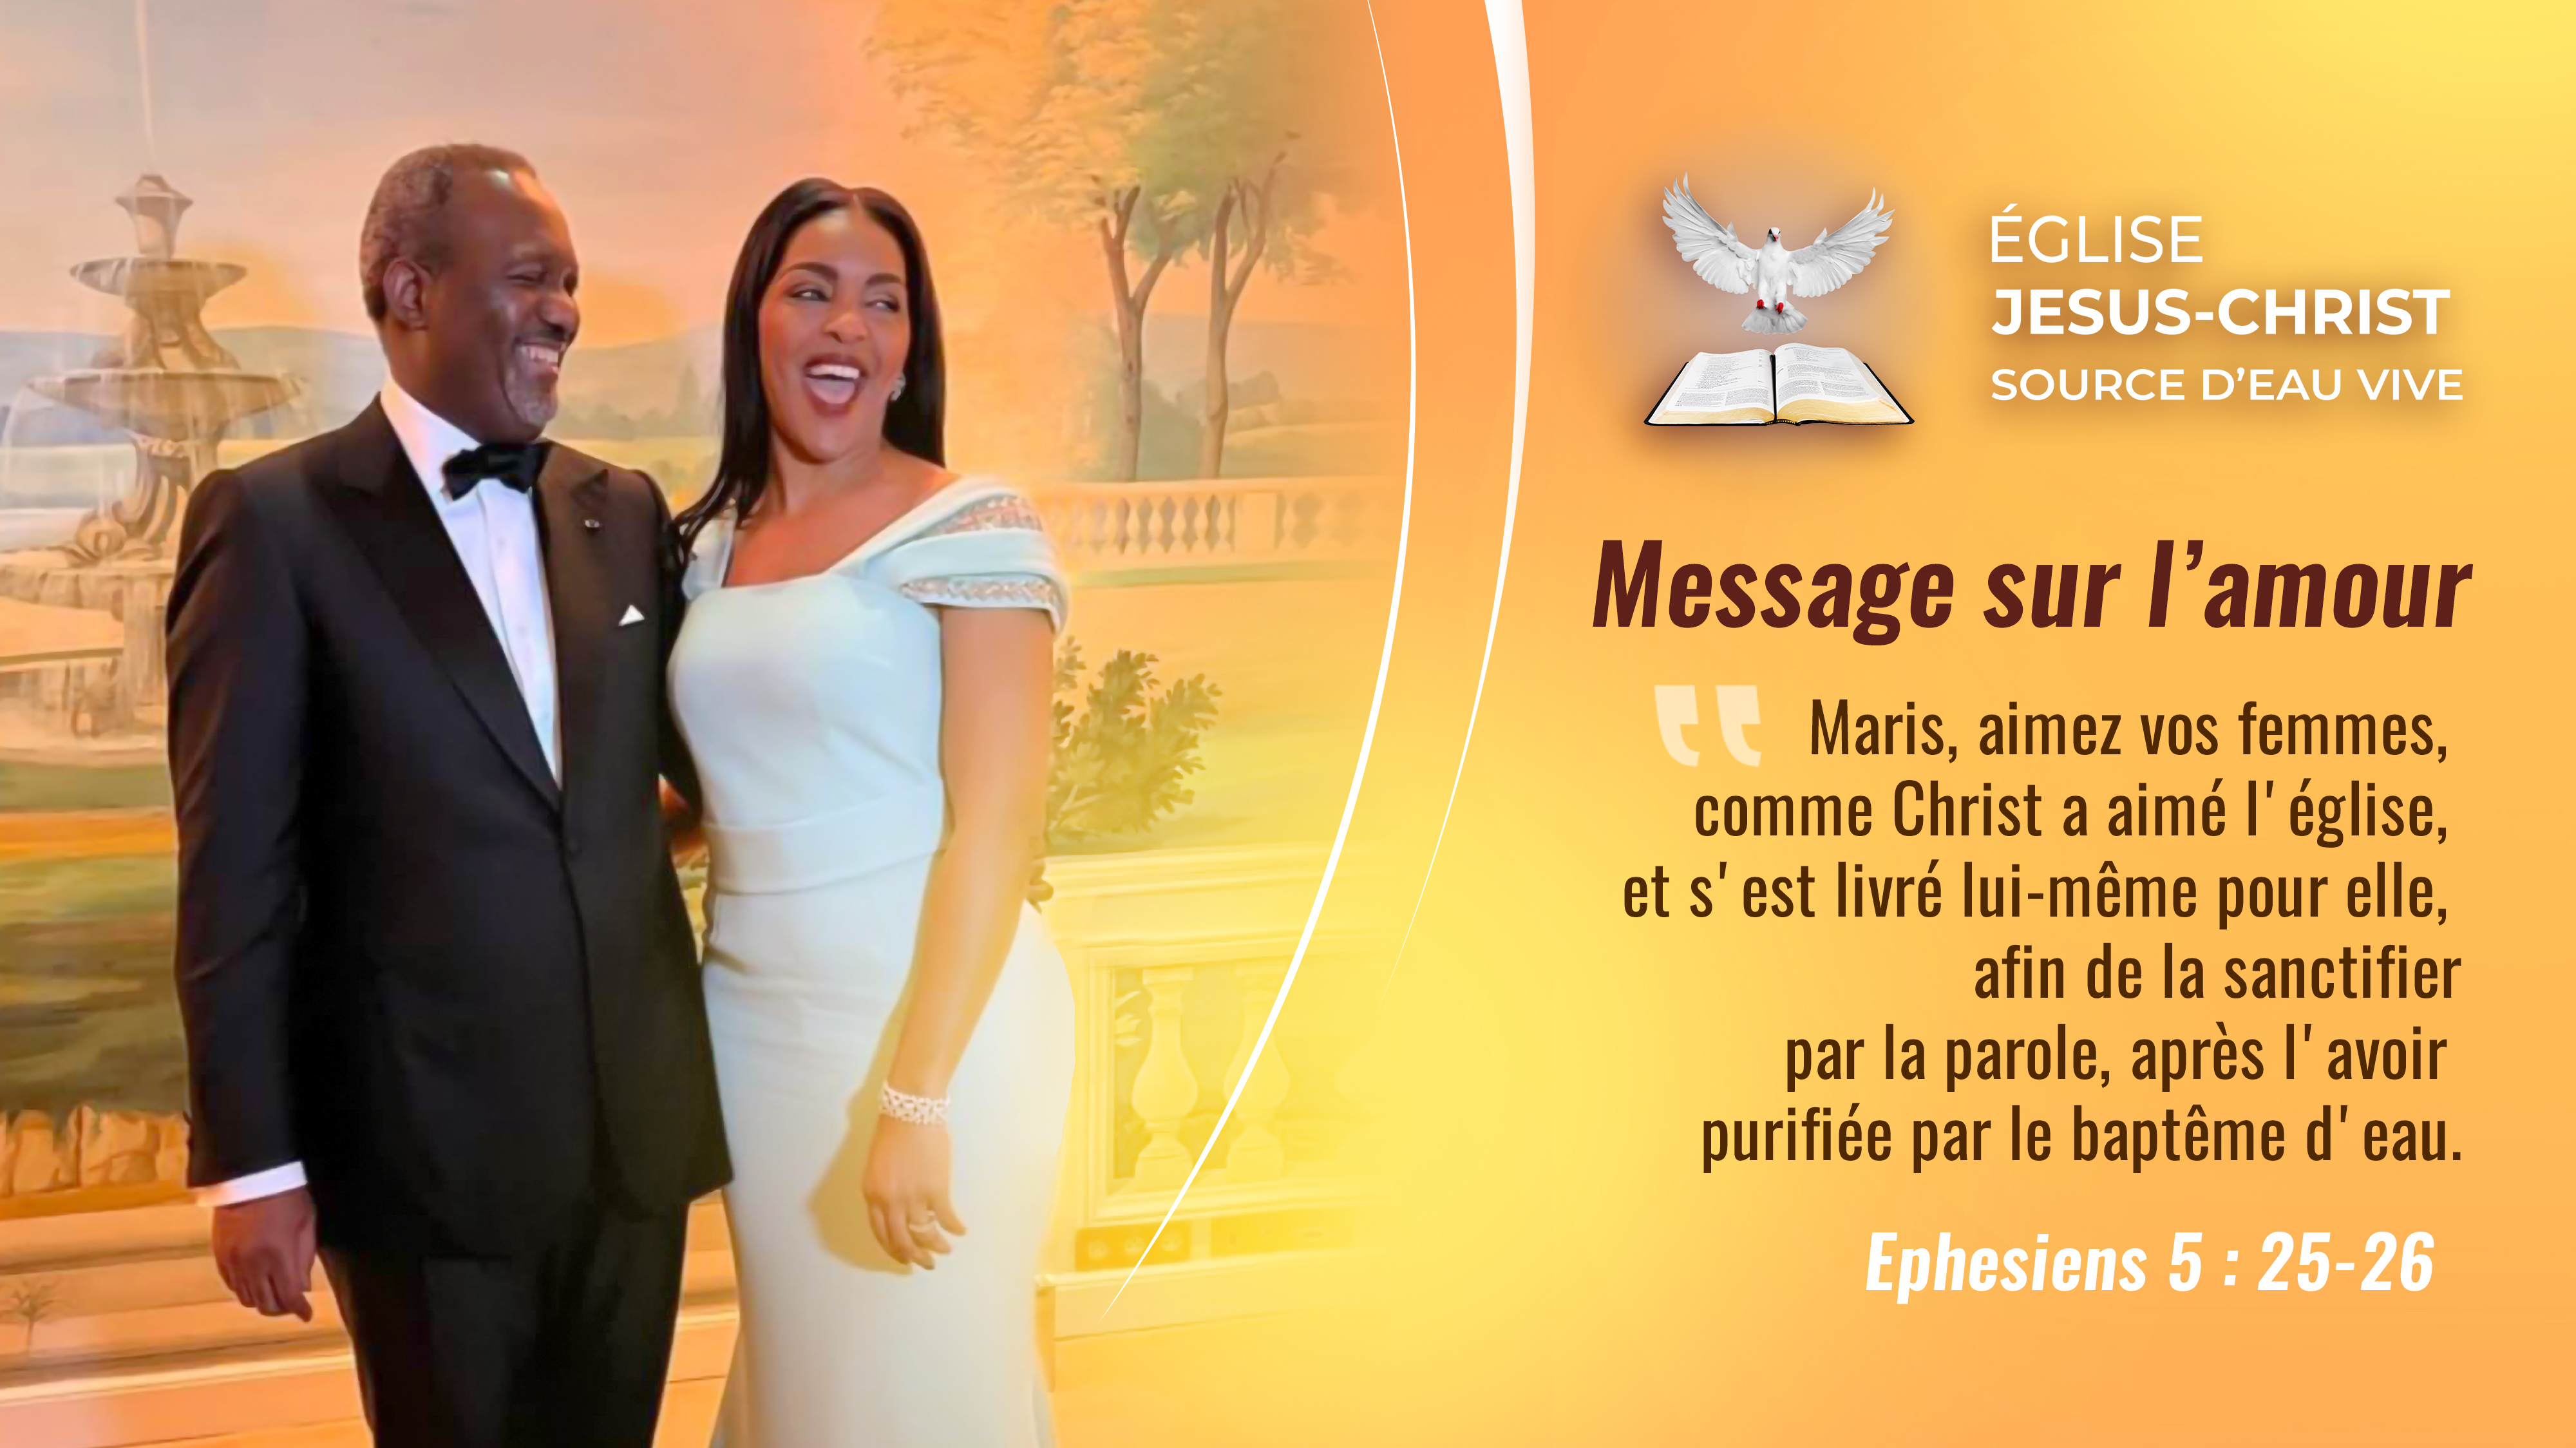 ÉGLISE
JESUS-CHRIST
SOURCE D’EAU VIVE
Message sur l’amour
" Maris, aimez vos femmes,
comme Christ a aimé l'église,
et s'est livré lui-même pour elle,
afin de la sanctifier
par la parole, après l'avoir
purifiée par le baptême d'eau.
Ephesiens 5 : 25-26